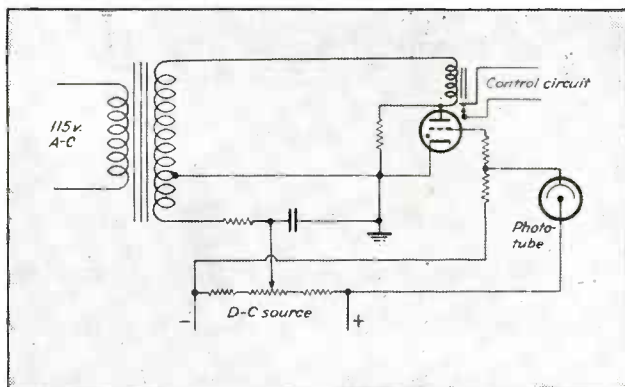 115 v.
A-C
Control circuit
Photo-
tube
D-C source
- +